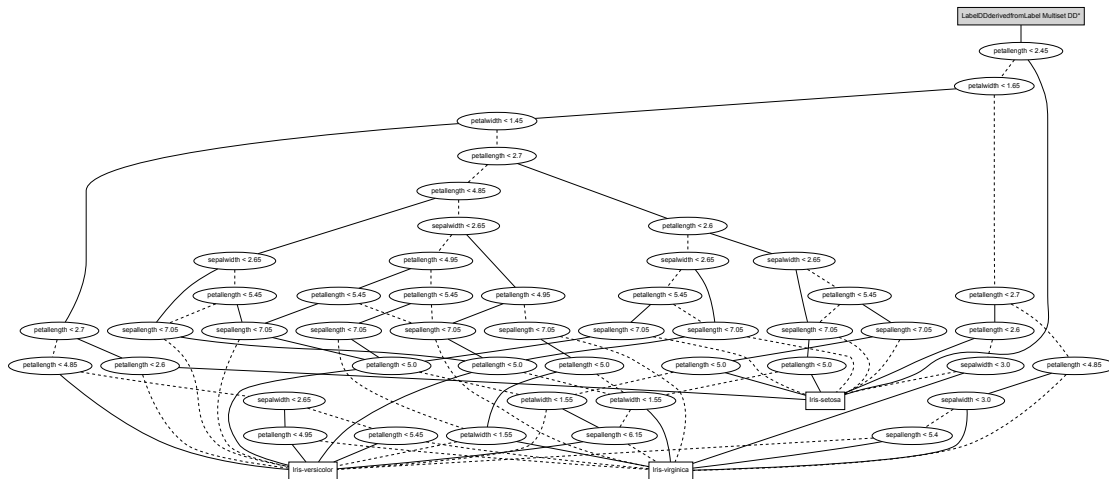 LabelDDderivedfromLabel Multiset DD*
petallength < 2.45
petalwidth < 1.65
petalwidth < 1.45
petallength < 2.7
petallength < 4.85
sepalwidth < 2.65
petallength < 2.6
sepalwidth < 2.65
petallength < 4.95
sepalwidth < 2.65
sepalwidth < 2.65
petallength < 5.45
petallength < 5.45
petallength < 5.45
petallength < 4.95
petallength < 5.45
petallength < 5.45
petallength < 2.7
petallength < 2.7
sepallength < 7.05
sepallength < 7.05
sepallength < 7.05
sepallength < 7.05
sepallength < 7.05
sepallength < 7.05
sepallength < 7.05
sepallength < 7.05
sepallength < 7.05
petallength < 2.6
petallength < 4.85
petallength < 2.6
petallength < 5.0
petallength < 5.0
petallength < 5.0
petallength < 5.0
petallength < 5.0
sepalwidth < 3.0
petallength < 4.85
sepalwidth < 2.65
petalwidth < 1.55
petalwidth < 1.55
Iris-setosa
sepalwidth < 3.0
petallength < 4.95
petallength < 5.45
petalwidth < 1.55
sepallength < 6.15
sepallength < 5.4
Iris-versicolor
Iris-virginica